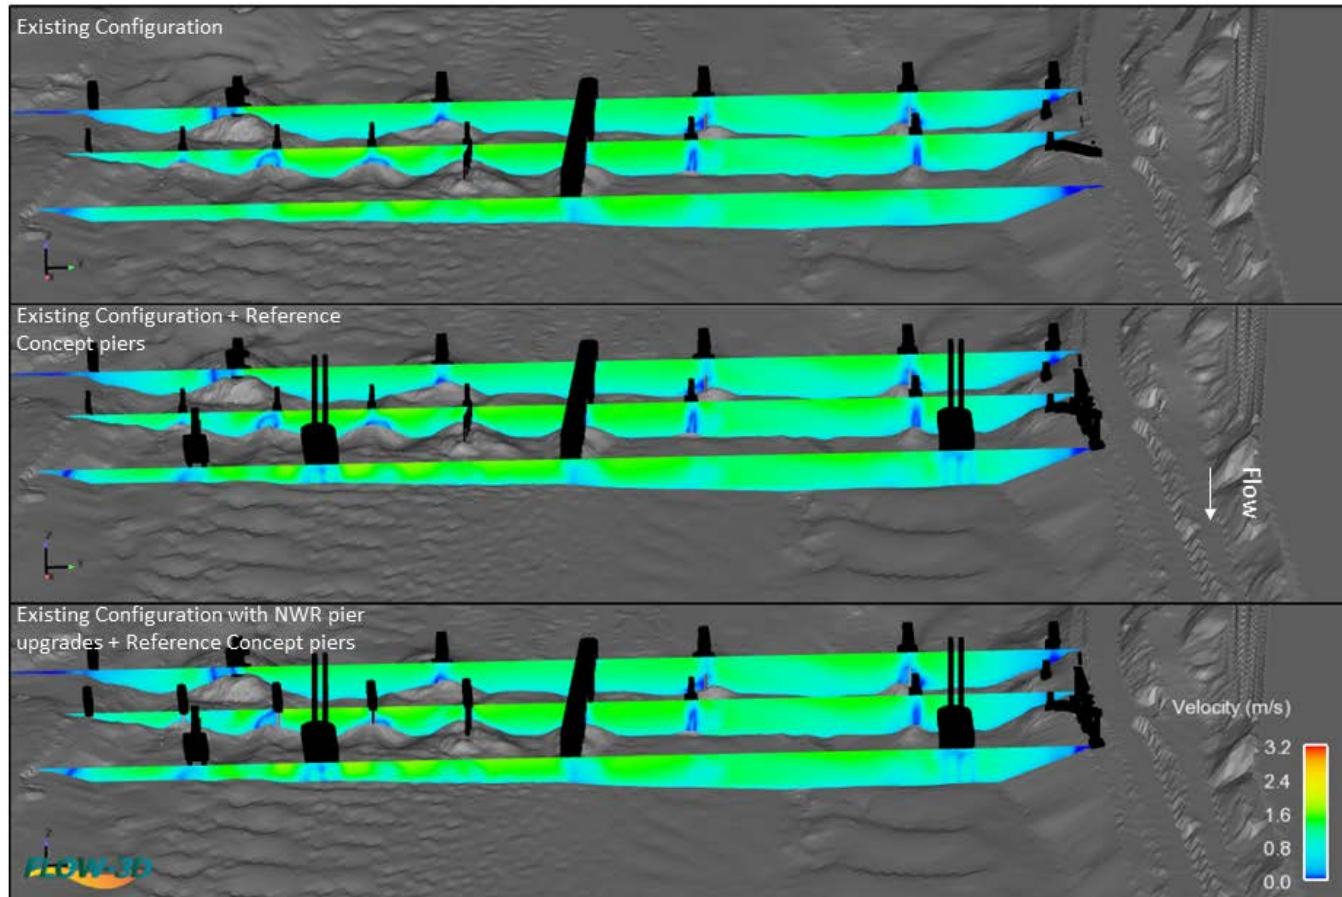 Existing Configuration
Existing Configuration + Reference
Concept piers
Flow
Existing Configuration with NWR pier
upgrades + Reference Concept piers
Velocity (m/s)
3.2
2.4
1.6
0.8
0.0
FLOW-3D